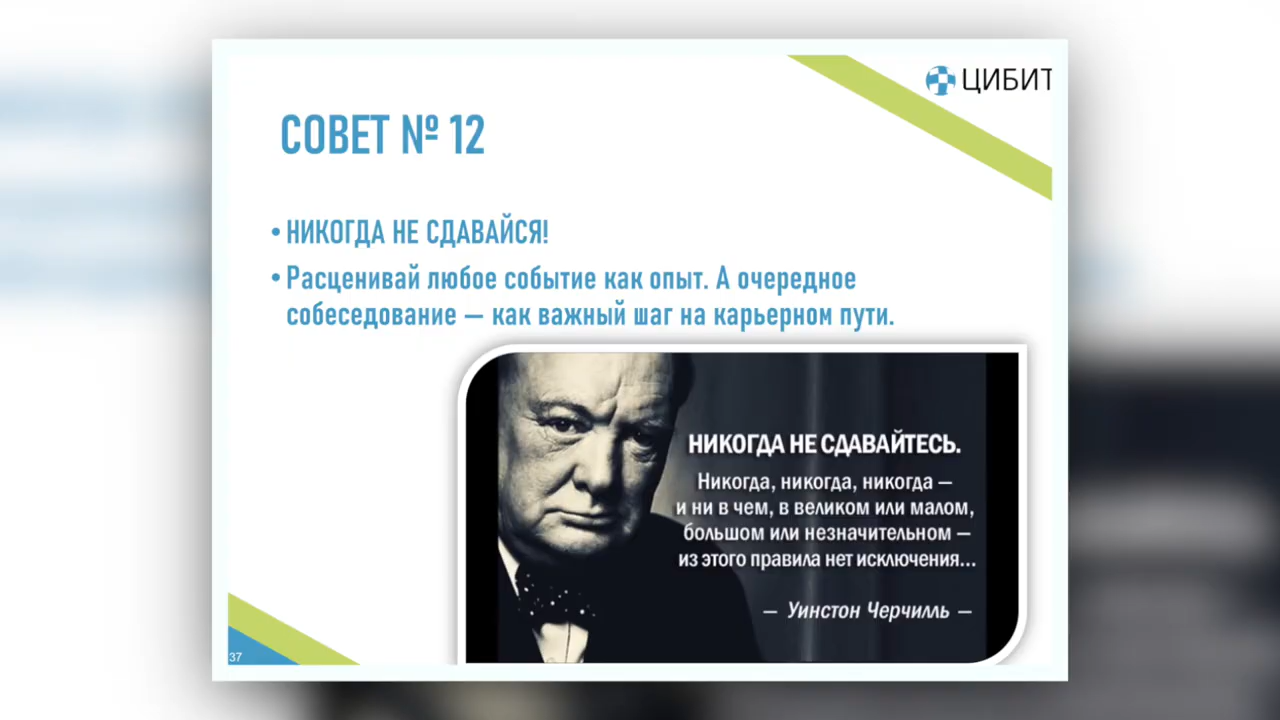 ЦИБИТ
СОВЕТ № 12
• НИКОГДА НЕ СДАВАЙСЯ!
• Расценивай любое событие как опыт. А очередное
собеседование — как важный шаг на карьерном пути.
НИКОГДА НЕ СДАВАЙТЕСЬ.
Никогда, никогда, никогда —
и ни в чем, в великом или малом,
большом или незначительном —
из этого правила нет исключения...
— Уинстон Черчилль —
37